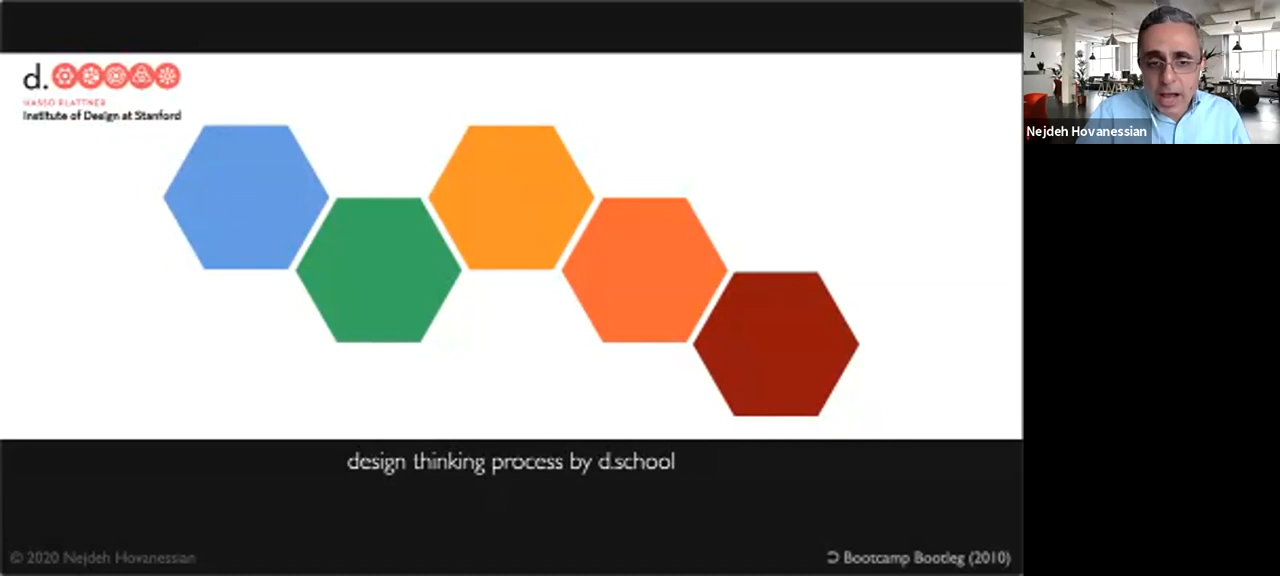 d.
HASSO PLATTNER
Institute of Design at Stanford
Nejdeh Hovanessian
design thinking process by d.school
© 2020 Nejdeh Hovanessian
Bootcamp Bootleg (2010)